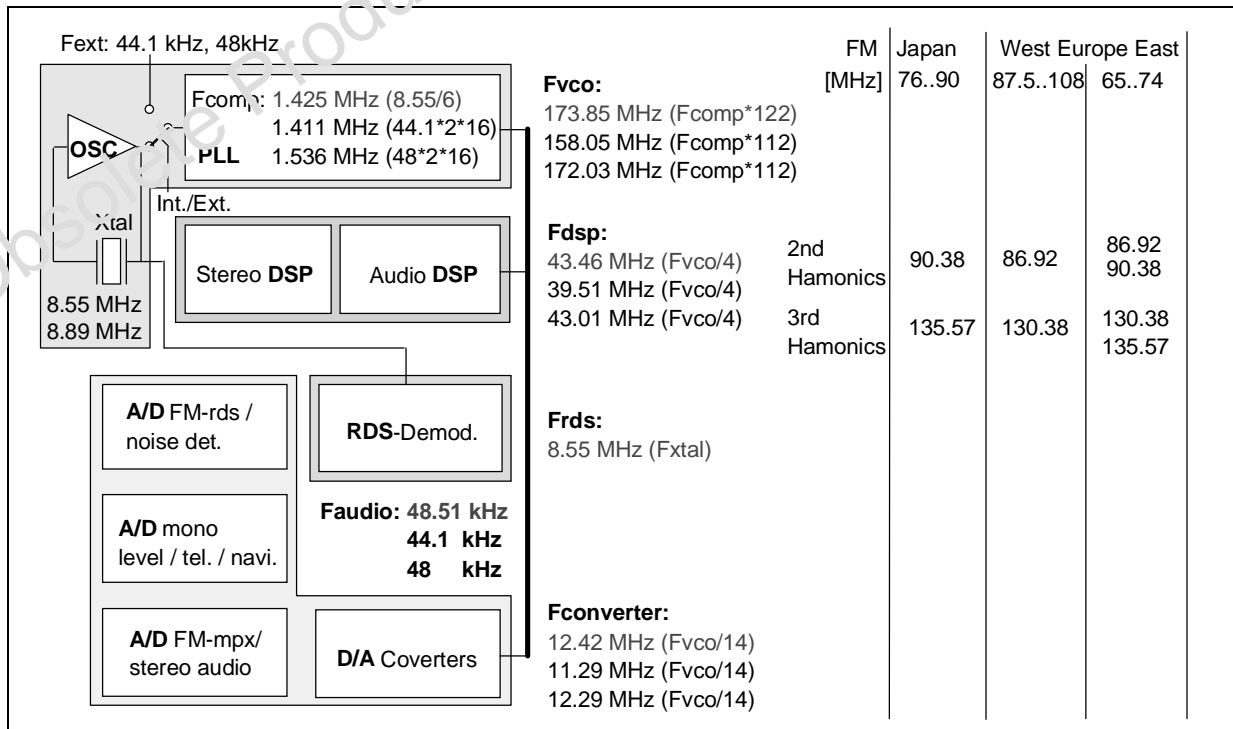 Obsolete Produ
Fext: 44.1 kHz, 48kHz
Fcomp: 1.425 MHz (8.55/6)
1.411 MHz (44.1*2*16)
PLL 1.536 MHz (48*2*16)
OSC
Int./Ext.
Xtal
8.55 MHz
8.89 MHz
Stereo DSP
Audio DSP
A/D FM-rds /
noise det.
RDS-Demod.
A/D mono
level / tel. / navi.
Faudio: 48.51 kHz
44.1 kHz
48 kHz
A/D FM-mpx/
stereo audio
D/A Coverters
Fvco:
173.85 MHz (Fcomp*122)
158.05 MHz (Fcomp*112)
172.03 MHz (Fcomp*112)
Fdsp:
43.46 MHz (Fvco/4)
39.51 MHz (Fvco/4)
43.01 MHz (Fvco/4)
Frds:
8.55 MHz (Fxtal)
Fconverter:
12.42 MHz (Fvco/14)
11.29 MHz (Fvco/14)
12.29 MHz (Fvco/14)
FM Japan West Europe East
[MHz] 76..90 87.5..108 65..74
2nd
Hamonics
90.38 86.92 86.92
90.38
3rd
Hamonics
135.57 130.38 130.38
135.57